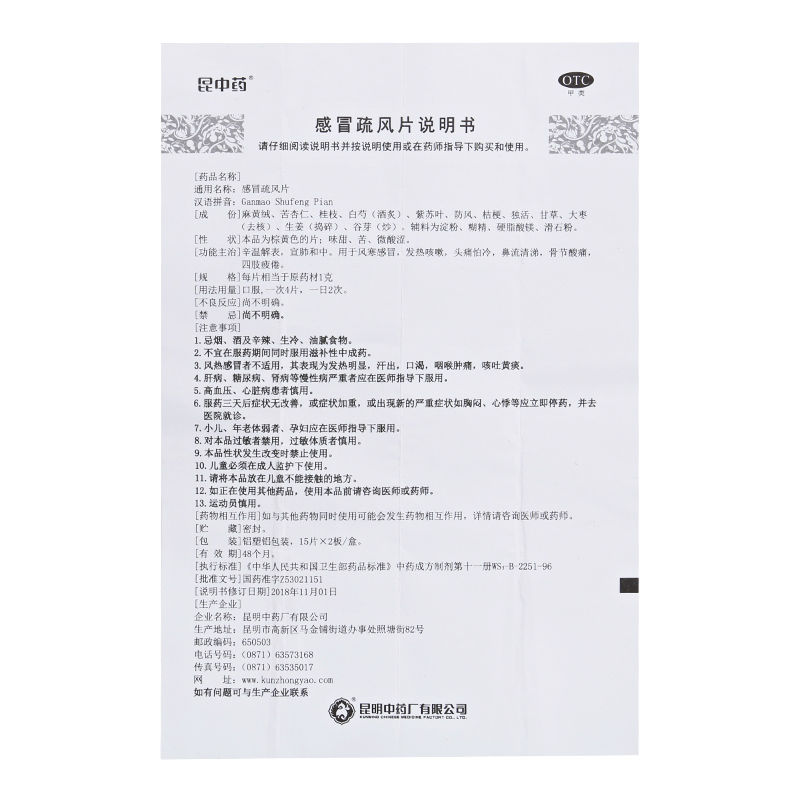 昆中药®
OTC
甲类
感冒疏风片说明书
请仔细阅读说明书并按说明使用或在药师指导下购买和使用。
[药品名称]
通用名称：感冒疏风片
汉语拼音：Ganmao Shufeng Pian
[成　　份]麻黄绒、苦杏仁、桂枝、白芍（酒炙）、紫苏叶、防风、桔梗、独活、甘草、大枣
（去核）、生姜（捣碎）、谷芽（炒）。辅料为淀粉、糊精、硬脂酸镁、滑石粉。
[性　　状]本品为棕黄色的片；味甜、苦、微酸涩。
[功能主治]辛温解表，宣肺和中。用于风寒感冒，发热咳嗽，头痛怕冷，鼻流清涕，骨节酸痛，
四肢疲倦。
[规　　格]每片相当于原药材1克
[用法用量]口服,一次4片，一日2次。
[不良反应]尚不明确。
[禁　　忌]尚不明确。
[注意事项]
1.忌烟、酒及辛辣、生冷、油腻食物。
2.不宜在服药期间同时服用滋补性中成药。
3.风热感冒者不适用，其表现为发热明显，汗出，口渴，咽喉肿痛，咳吐黄痰。
4.肝病、糖尿病、肾病等慢性病严重者应在医师指导下服用。
5.高血压、心脏病患者慎用。
6.服药三天后症状无改善，或症状加重，或出现新的严重症状如胸闷、心悸等应立即停药，并去
医院就诊。
7.小儿、年老体弱者、孕妇应在医师指导下服用。
8.对本品过敏者禁用，过敏体质者慎用。
9.本品性状发生改变时禁止使用。
10.儿童必须在成人监护下使用。
11.请将本品放在儿童不能接触的地方。
12.如正在使用其他药品，使用本品前请咨询医师或药师。
13.运动员慎用。
[药物相互作用]如与其他药物同时使用可能会发生药物相互作用，详情请咨询医师或药师。
[贮　　藏]密封。
[包　　装]铝塑铝包装，15片×2板/盒。
[有 效 期]48个月。
[执行标准]《中华人民共和国卫生部药品标准》中药成方制剂第十一册WS₃-B-2251-96
[批准文号]国药准字Z53021151
[说明书修订日期]2018年11月01日
[生产企业]
企业名称：昆明中药厂有限公司
生产地址：昆明市高新区马金铺街道办事处照塘街82号
邮政编码：650503
电话号码：(0871) 63573168
传真号码：(0871) 63535017
网　　址：www.kunzhongyao.com
如有问题可与生产企业联系
®昆明中药厂有限公司
KUNMING CHINESE MEDICINE FACTORY CO., LTD.